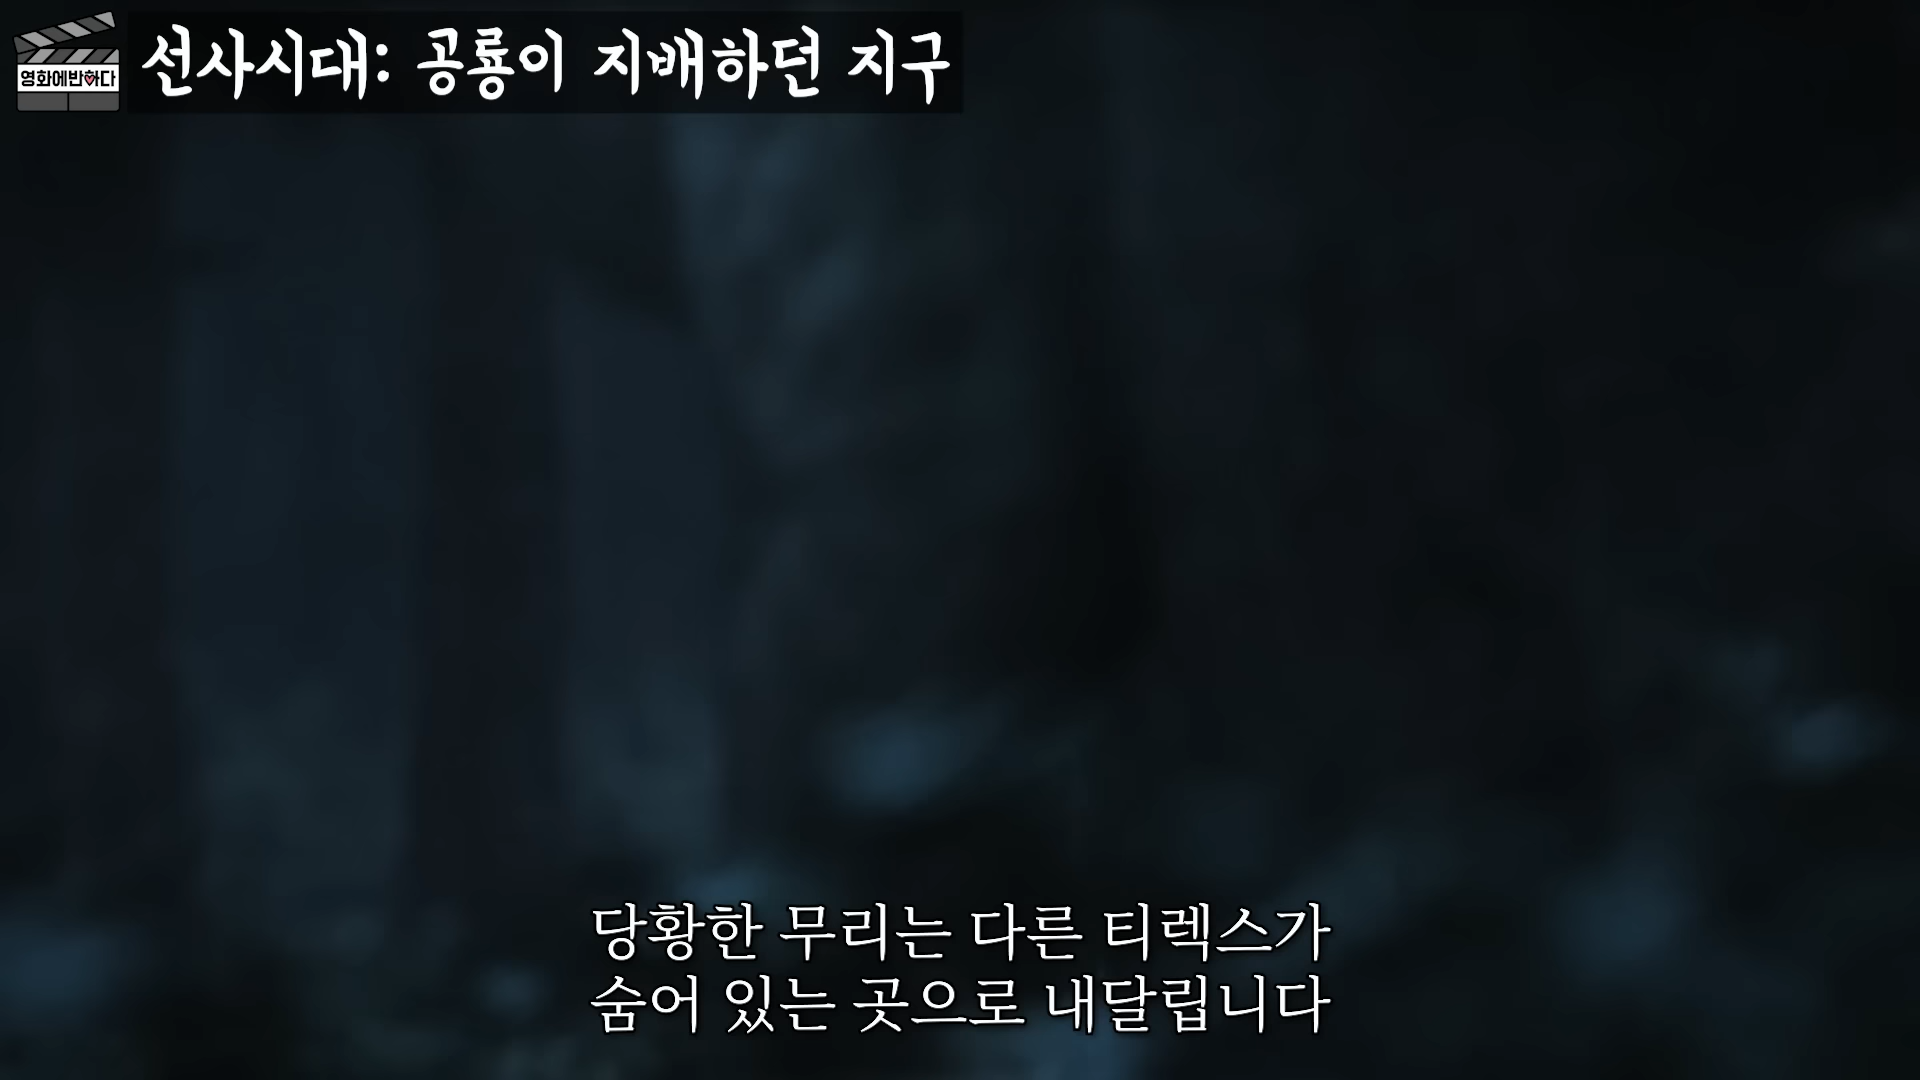 영화에반하다
선사시대: 공룡이 지배하던 지구
당황한 무리는 다른 티렉스가
숨어 있는 곳으로 내달립니다